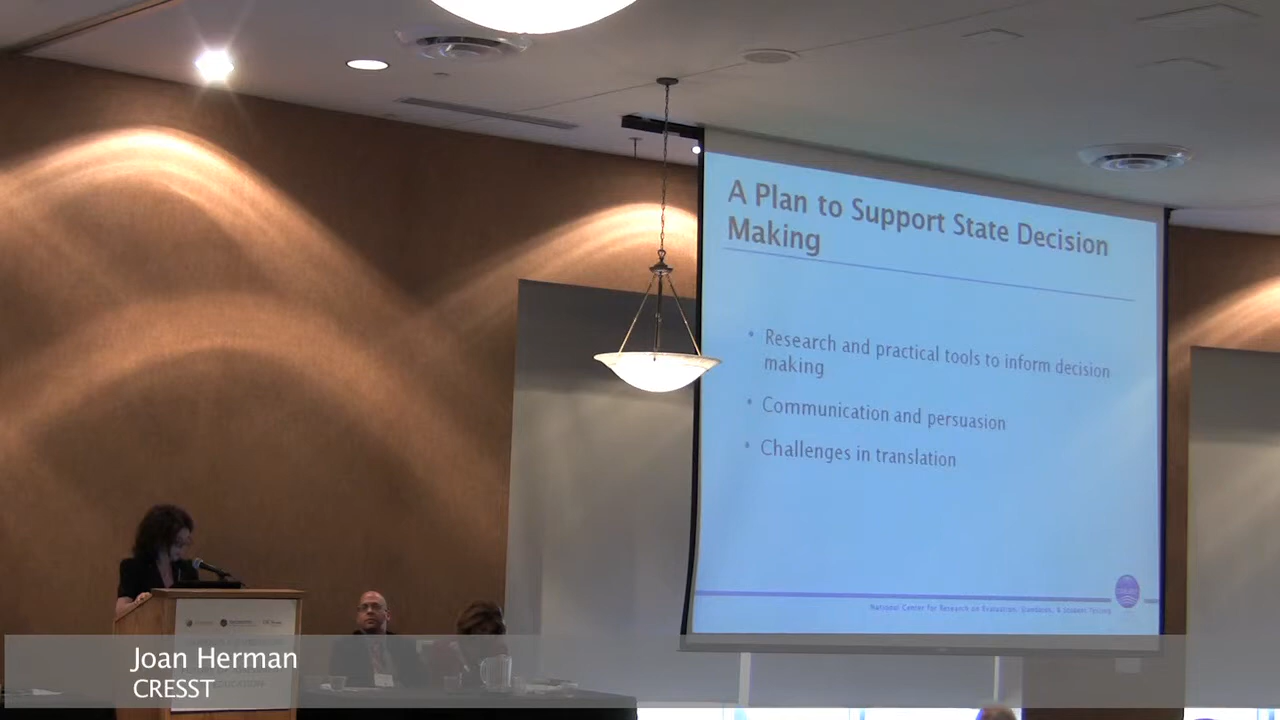 A Plan to Support State Decision
Making
• Research and practical tools to inform decision
making
• Communication and persuasion
• Challenges in translation
National Center for Research on Evaluation, Standards, & Student Testing
Joan Herman
CRESST
EDUCATION